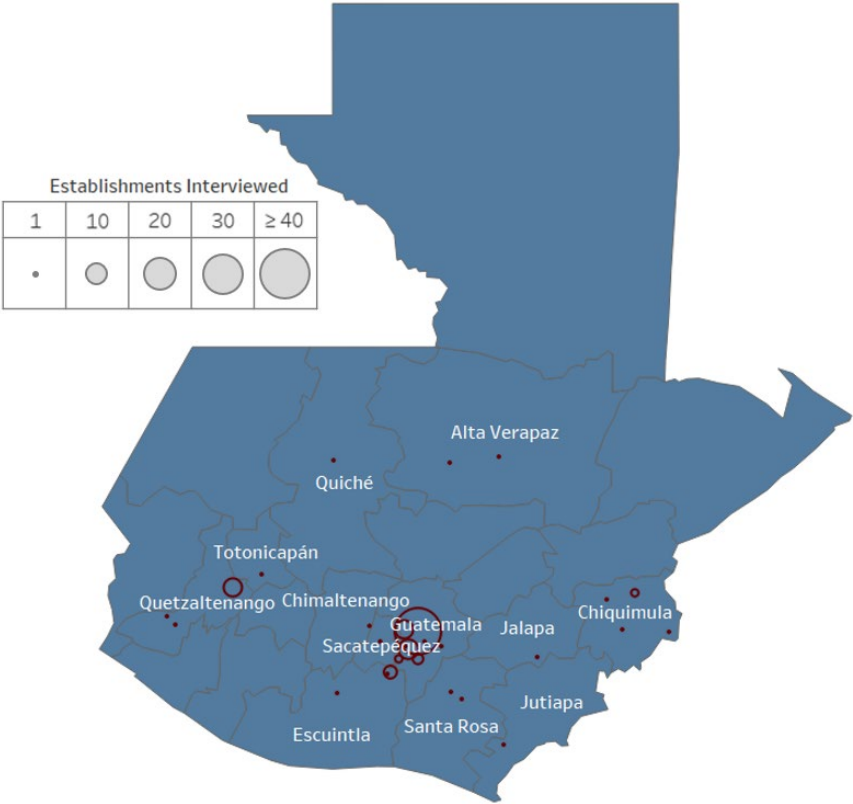 Establishments Interviewed
1 10 20 30 ≥ 40
Alta Verapaz
Quiché
Totonicapán
Quetzaltenango
Chimaltenango
Guatemala
Chiquimula
Jalapa
Sacatepéquez
Jutiapa
Santa Rosa
Escuintla